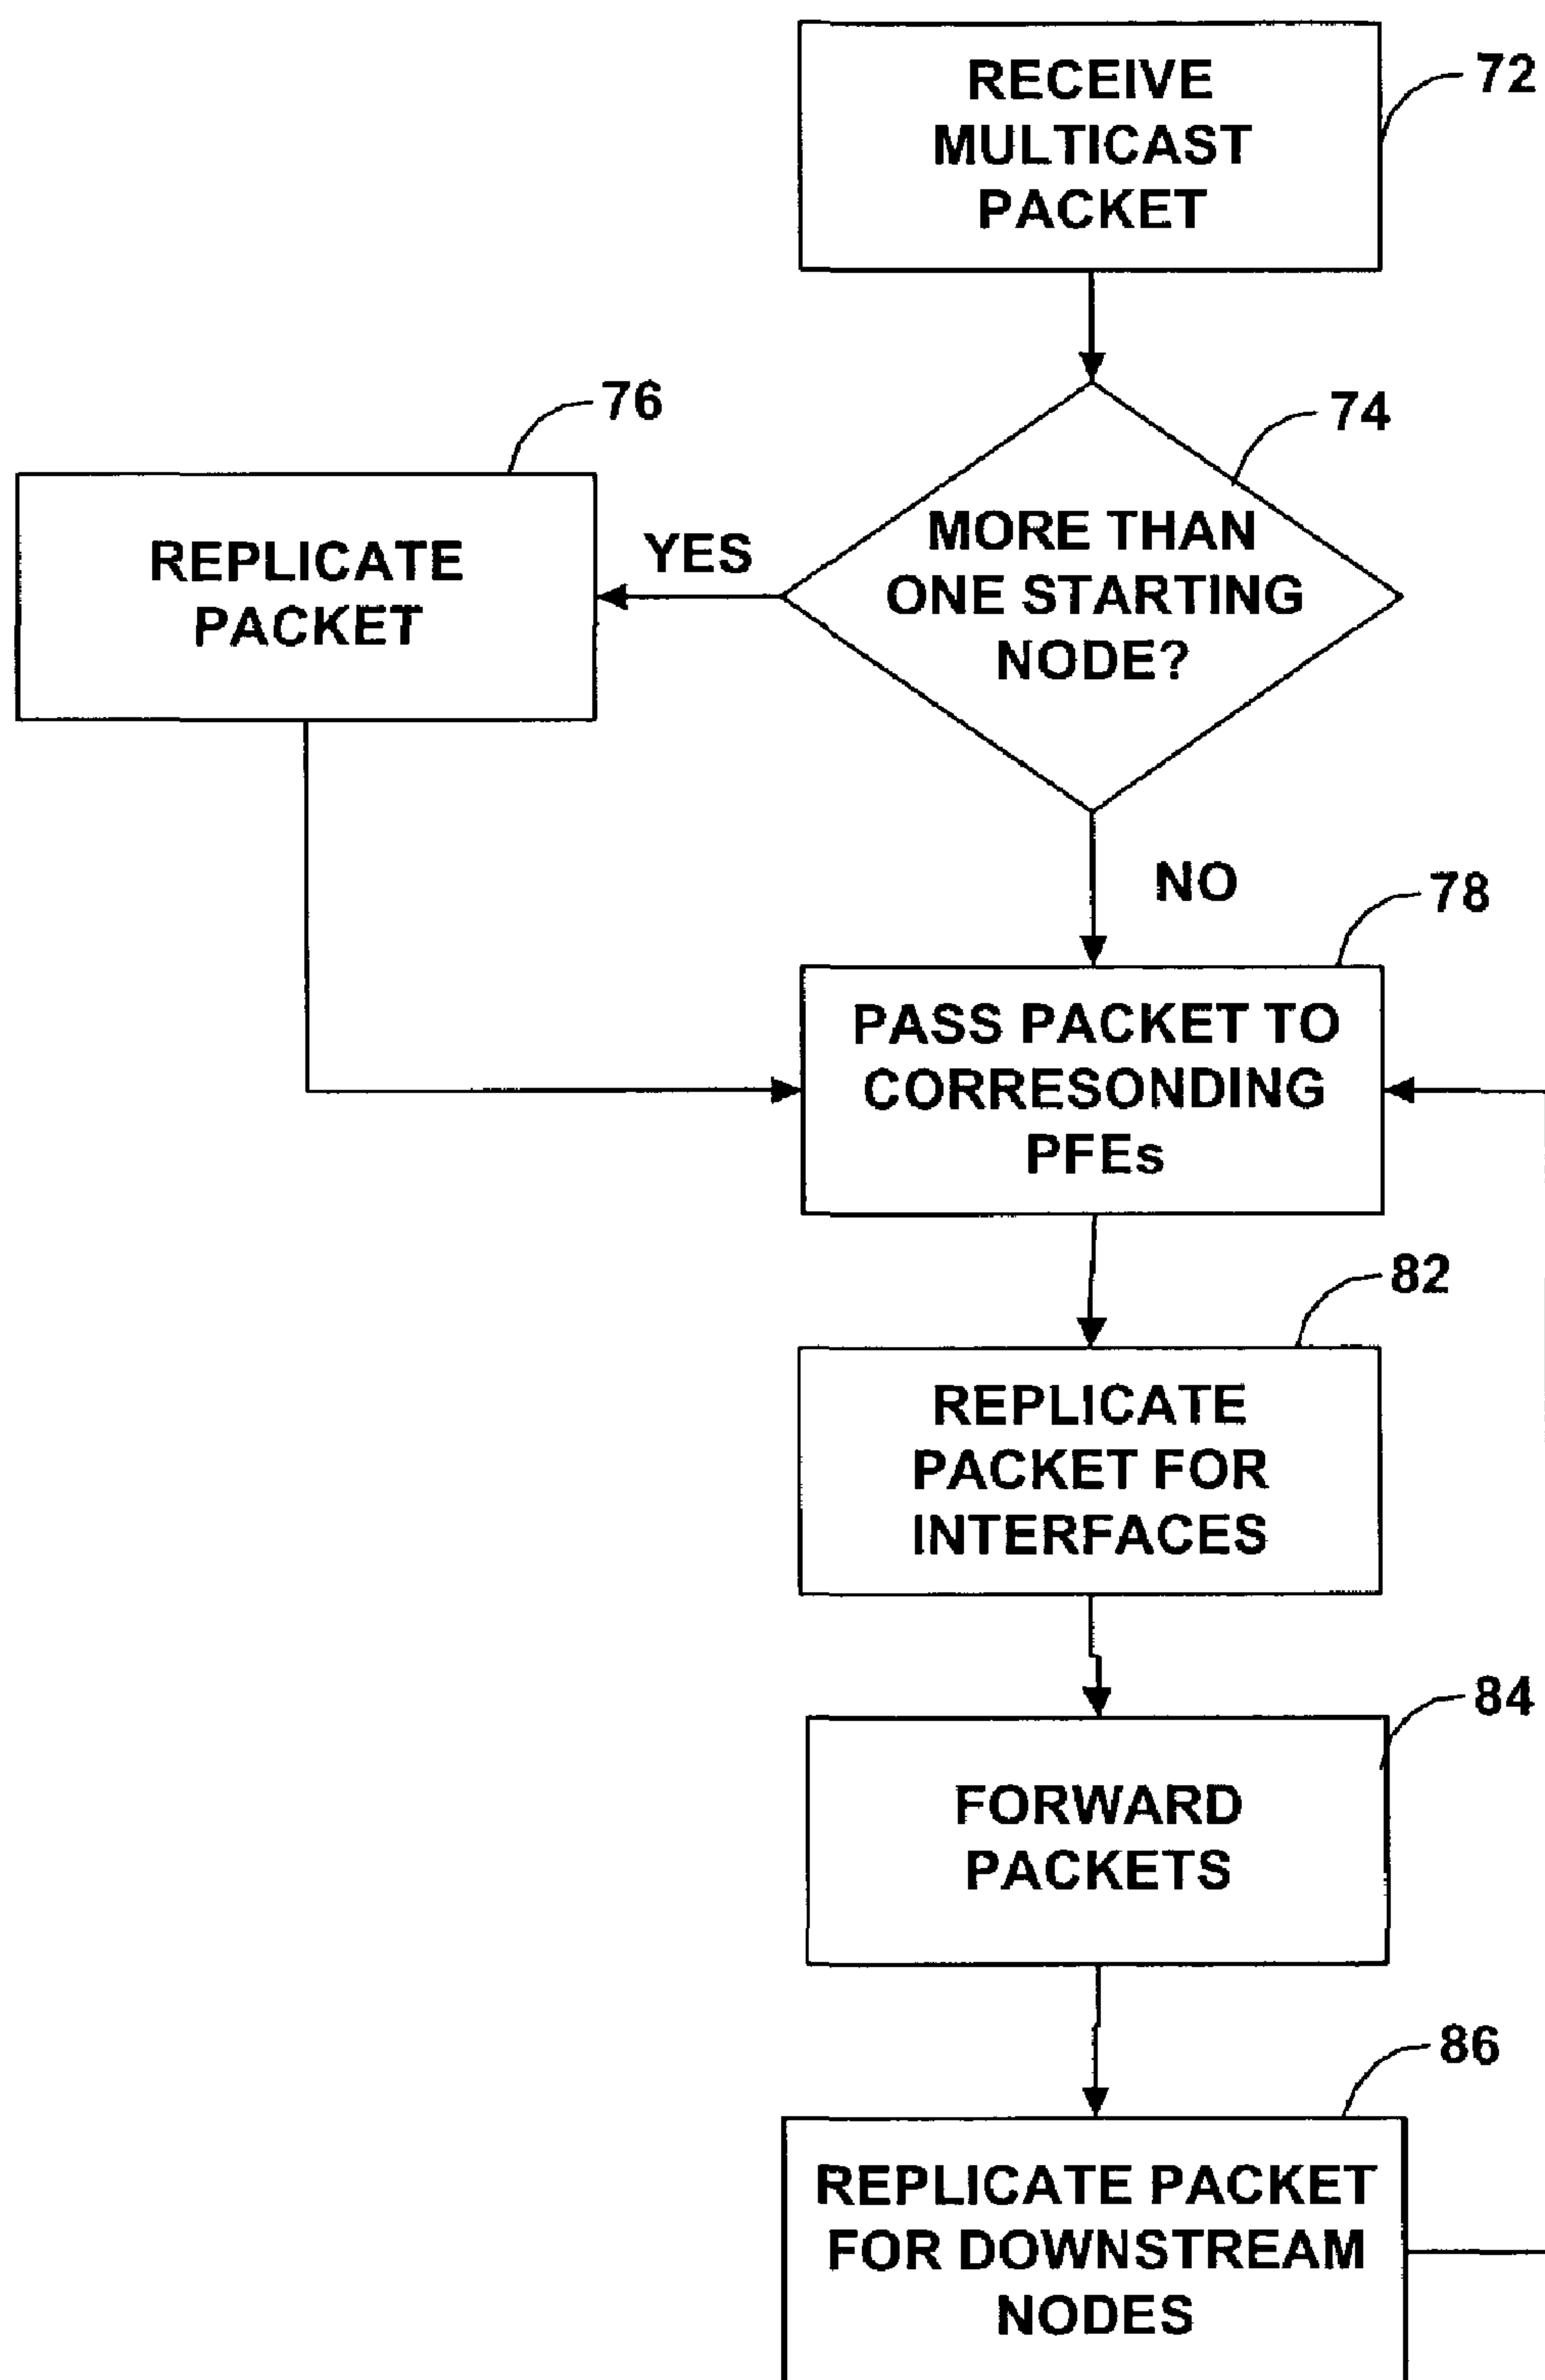 RECEIVE
MULTICAST
PACKET
72
74
MORE THAN
ONE STARTING
NODE?
YES
76
REPLICATE
PACKET
NO
78
PASS PACKET TO
CORRESONDING
PFEs
82
REPLICATE
PACKET FOR
INTERFACES
84
FORWARD
PACKETS
86
REPLICATE PACKET
FOR DOWNSTREAM
NODES